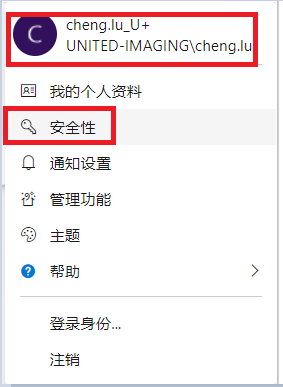 C
cheng.lu_U+
UNITED-IMAGING\cheng.lu
我的个人资料
安全性
通知设置
管理功能
主题
帮助
登录身份...
注销